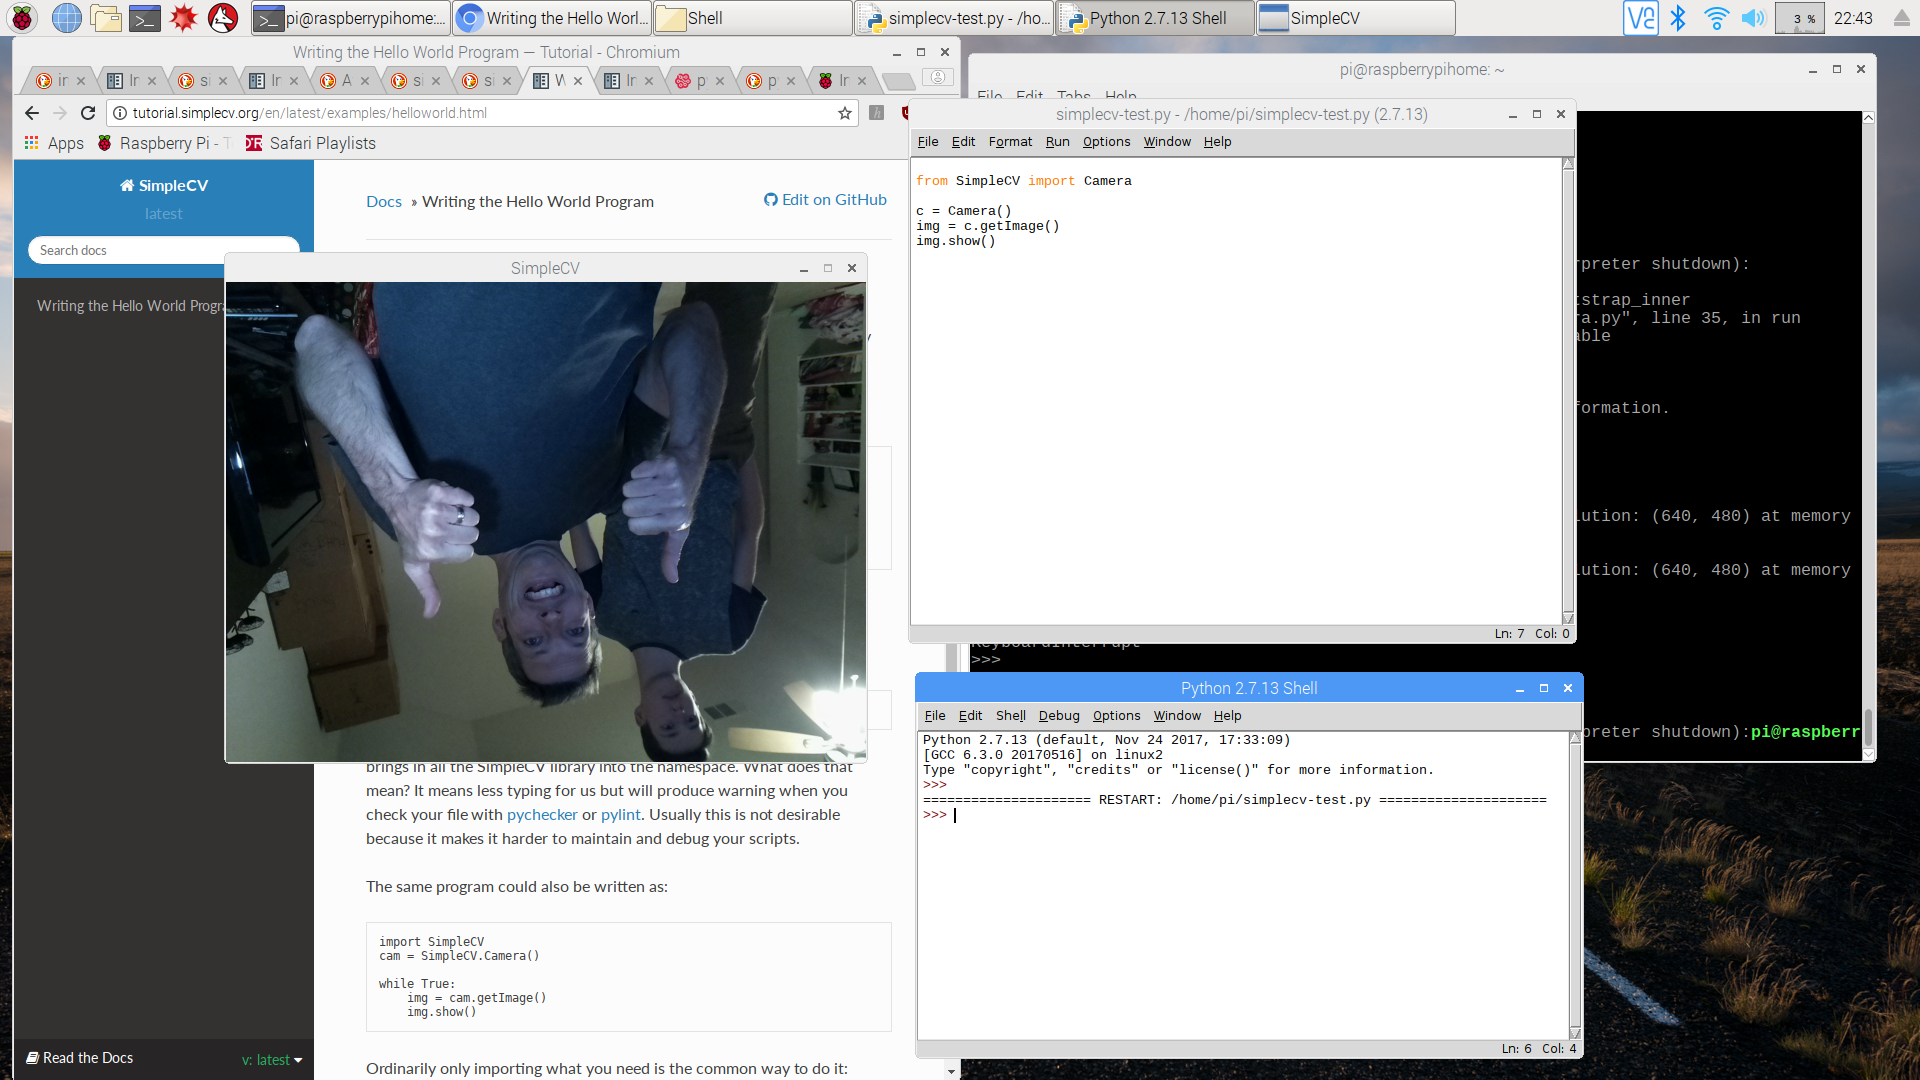 pi@raspberrypihome:...
Writing the Hello Worl...
Shell
simplecv-test.py - /ho...
Python 2.7.13 Shell
SimpleCV
3 %
22:43
Writing the Hello World Program — Tutorial - Chromium
tutorial.simplecv.org/en/latest/examples/helloworld.html
Apps
Raspberry Pi - T
Safari Playlists
SimpleCV
latest
Search docs
Writing the Hello World Progra
Docs » Writing the Hello World Program
Edit on GitHub
SimpleCV
brings in all the SimpleCV library into the namespace. What does that
mean? It means less typing for us but will produce warning when you
check your file with pychecker or pylint. Usually this is not desirable
because it makes it harder to maintain and debug your scripts.
The same program could also be written as:
import SimpleCV
cam = SimpleCV.Camera()
while True:
img = cam.getImage()
img.show()
Ordinarily only importing what you need is the common way to do it:
Read the Docs
v: latest
pi@raspberrypihome: ~
File Edit Tabs Help
simplecv-test.py - /home/pi/simplecv-test.py (2.7.13)
File Edit Format Run Options Window Help
from SimpleCV import Camera
c = Camera()
img = c.getImage()
img.show()
Ln: 7 Col: 0
rpreter shutdown):
tstrap_inner
ra.py", line 35, in run
able
formation.
lution: (640, 480) at memory
lution: (640, 480) at memory
KeyboardInterrupt
>>>
preter shutdown):pi@raspberr
Python 2.7.13 Shell
File Edit Shell Debug Options Window Help
Python 2.7.13 (default, Nov 24 2017, 17:33:09)
[GCC 6.3.0 20170516] on linux2
Type "copyright", "credits" or "license()" for more information.
>>>
===================== RESTART: /home/pi/simplecv-test.py =====================
>>>
Ln: 6 Col: 4